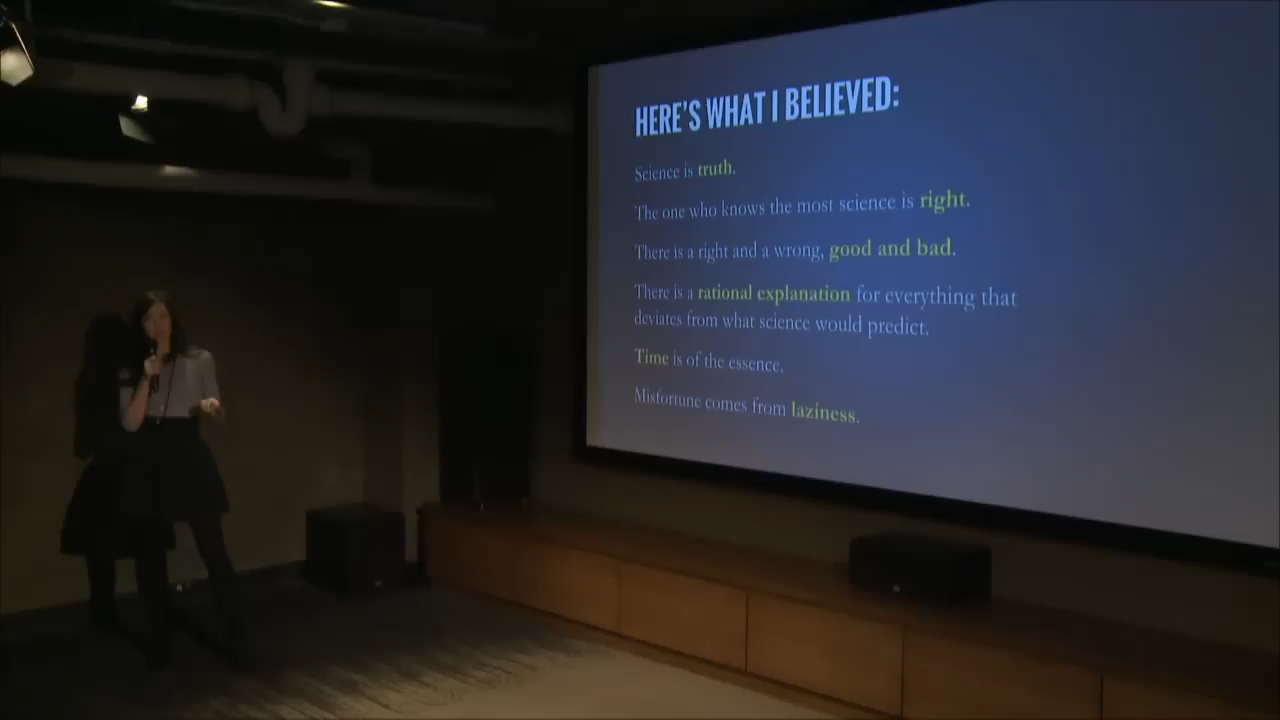 HERE'S WHAT I BELIEVED:
Science is truth.
The one who knows the most science is right.
There is a right and a wrong, good and bad.
There is a rational explanation for everything that
deviates from what science would predict.
Time is of the essence.
Misfortune comes from laziness.